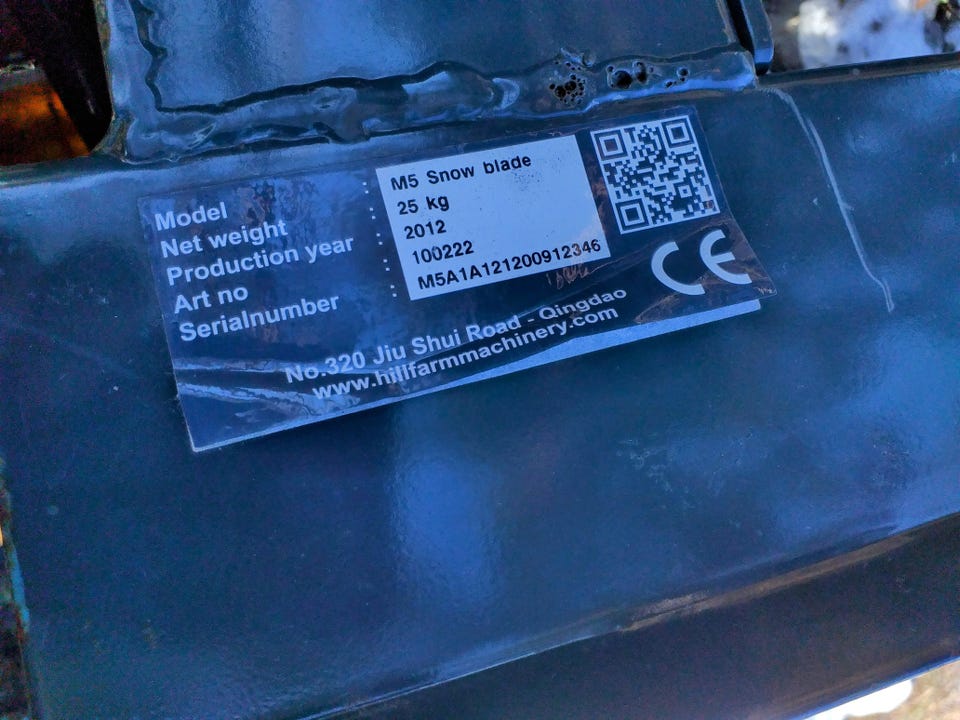 Model : M5 Snow blade
Net weight : 25 kg
Production year : 2012
Art no : 100222
Serialnumber : M5A1A121200912346
CE
No.320 Jiu Shui Road - Qingdao
www.hillfarmmachinery.com